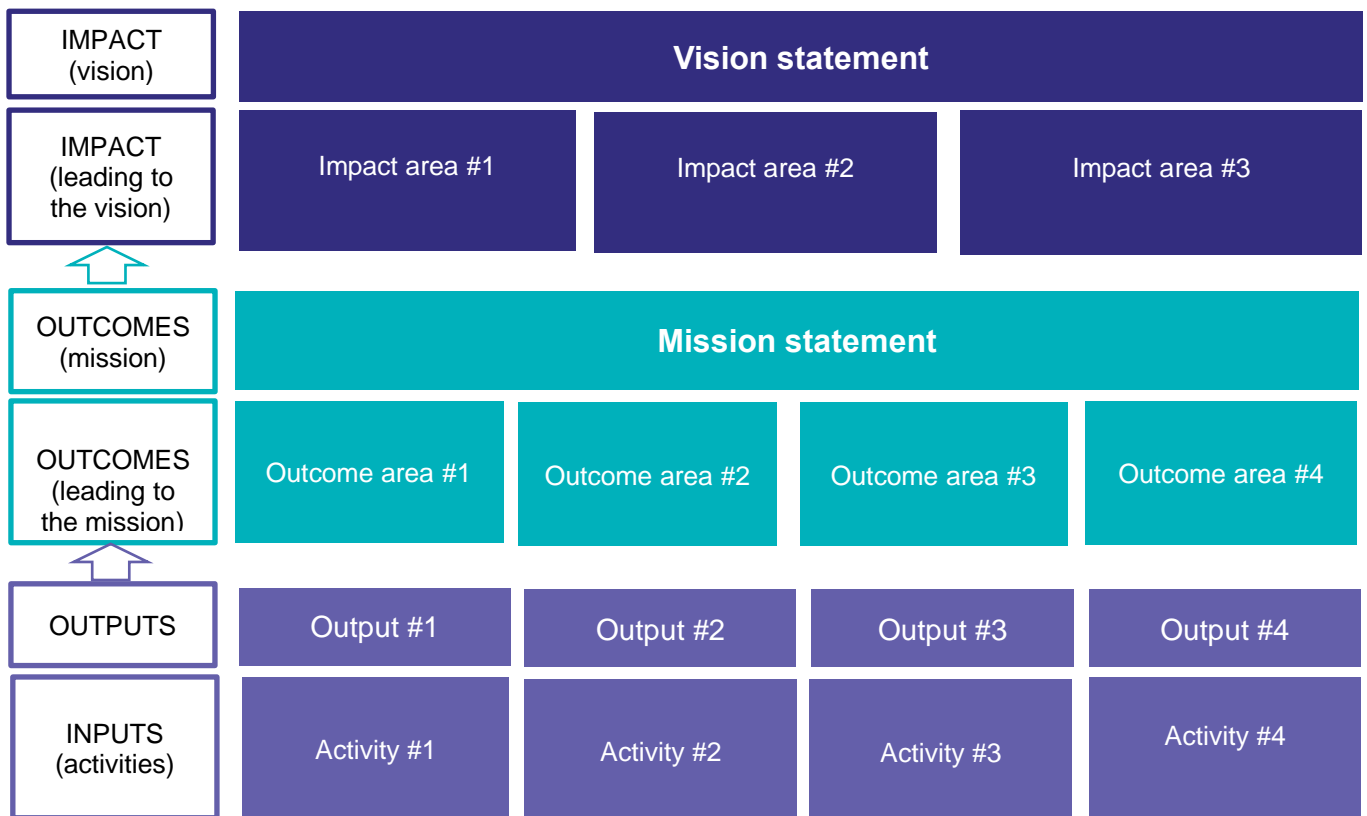 IMPACT
(vision)
Vision statement
IMPACT
(leading to
the vision)
Impact area #1
Impact area #2
Impact area #3
OUTCOMES
(mission)
Mission statement
OUTCOMES
(leading to
the mission)
Outcome area #1
Outcome area #2
Outcome area #3
Outcome area #4
OUTPUTS
Output #1
Output #2
Output #3
Output #4
INPUTS
(activities)
Activity #1
Activity #2
Activity #3
Activity #4